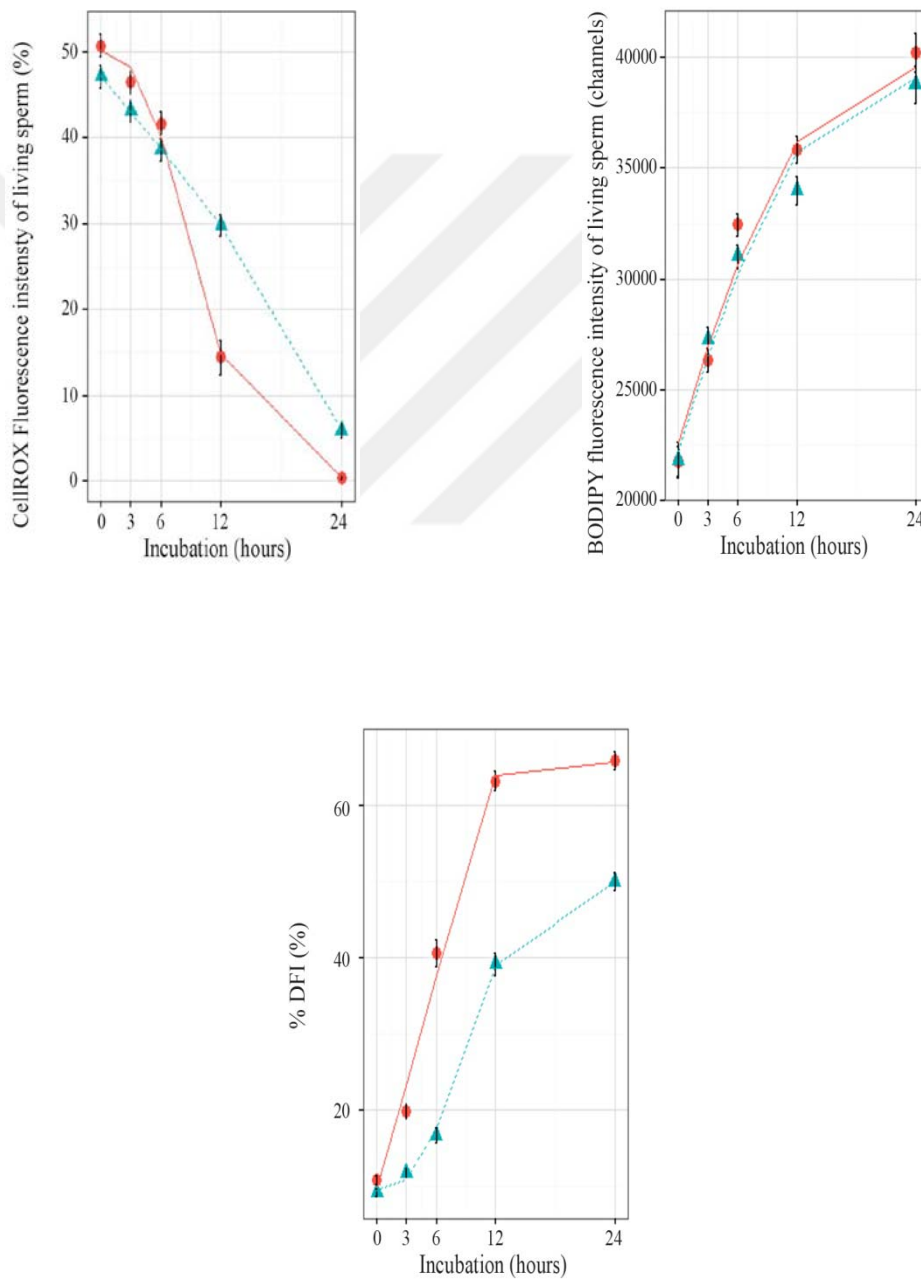 CellROX Fluorescence instensty of living sperm (%)
50
40
30
20
10
0
0 3 6 12 24
Incubation (hours)
BODIPY fluorescence intensity of living sperm (channels)
40000
35000
30000
25000
20000
0 3 6 12 24
Incubation (hours)
% DFI (%)
60
40
20
0 3 6 12 24
Incubation (hours)